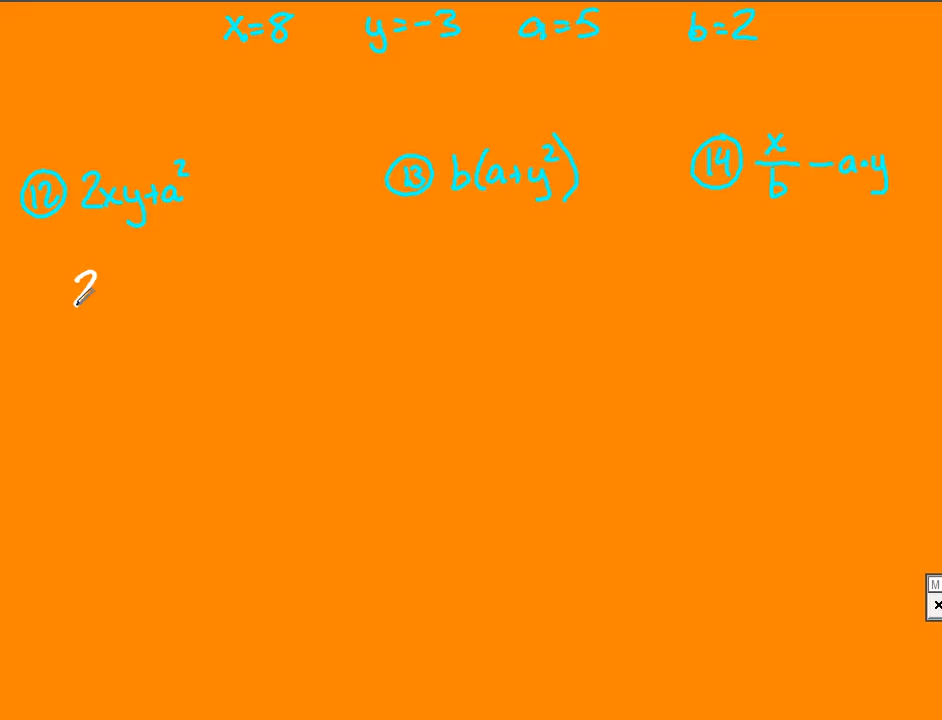 x=8 y=-3 a=5 b=2
⑫ 2xy+a² ⑬ b(a+y²) ⑭ x/b - a·y
2
M
×